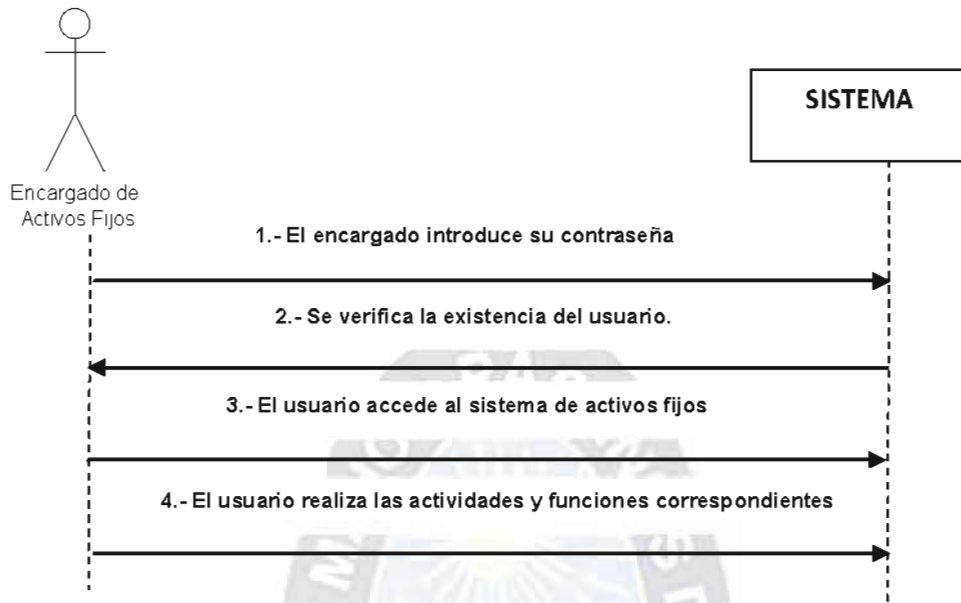 SISTEMA
Encargado de
Activos Fijos
1.- El encargado introduce su contraseña
2.- Se verifica la existencia del usuario.
3.- El usuario accede al sistema de activos fijos
4.- El usuario realiza las actividades y funciones correspondientes